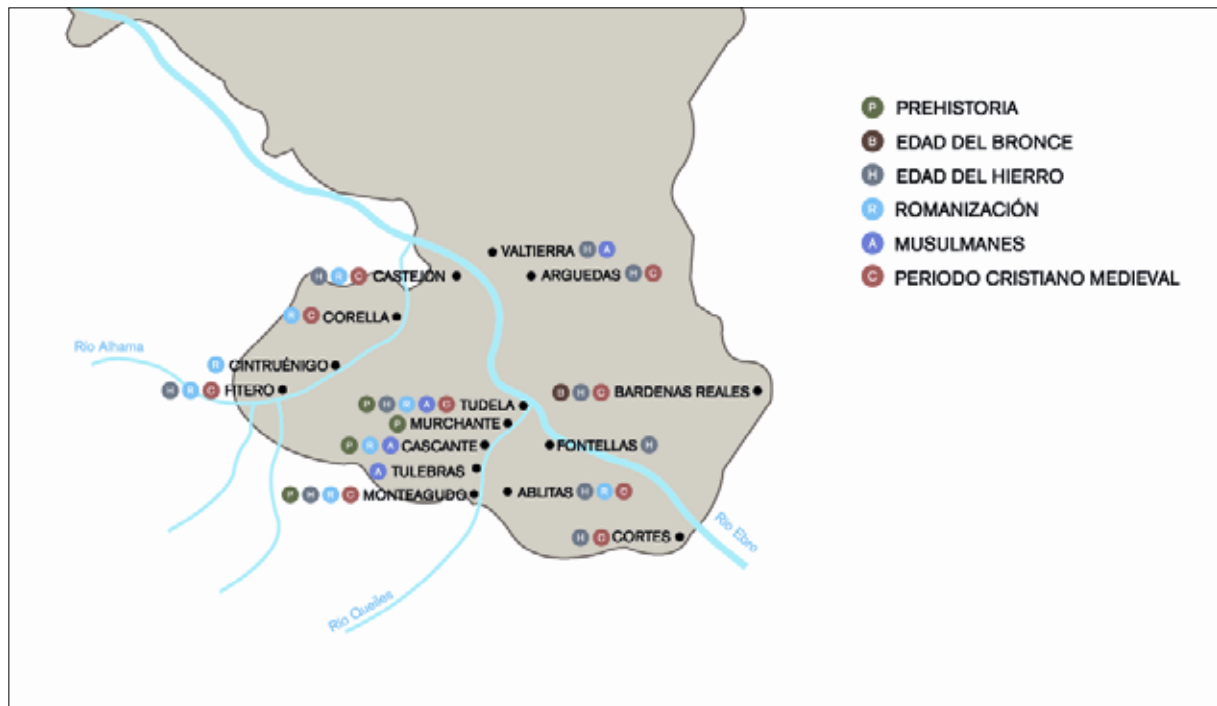 P PREHISTORIA
B EDAD DEL BRONCE
H EDAD DEL HIERRO
R ROMANIZACIÓN
A MUSULMANES
C PERIODO CRISTIANO MEDIEVAL
VALTIERRA H A
H R C CASTEJÓN
ARGUEDAS H C
R C CORELLA
Río Alhama
R CINTRUÉNIGO
H R C FITERO
B H C BARDENAS REALES
P H R A C TUDELA
P MURCHANTE
P R A CASCANTE
FONTELLAS H
A TULEBRAS
P H R C MONTEAGUDO
ABLITAS H R C
H C CORTES
Río Ebro
Río Queiles